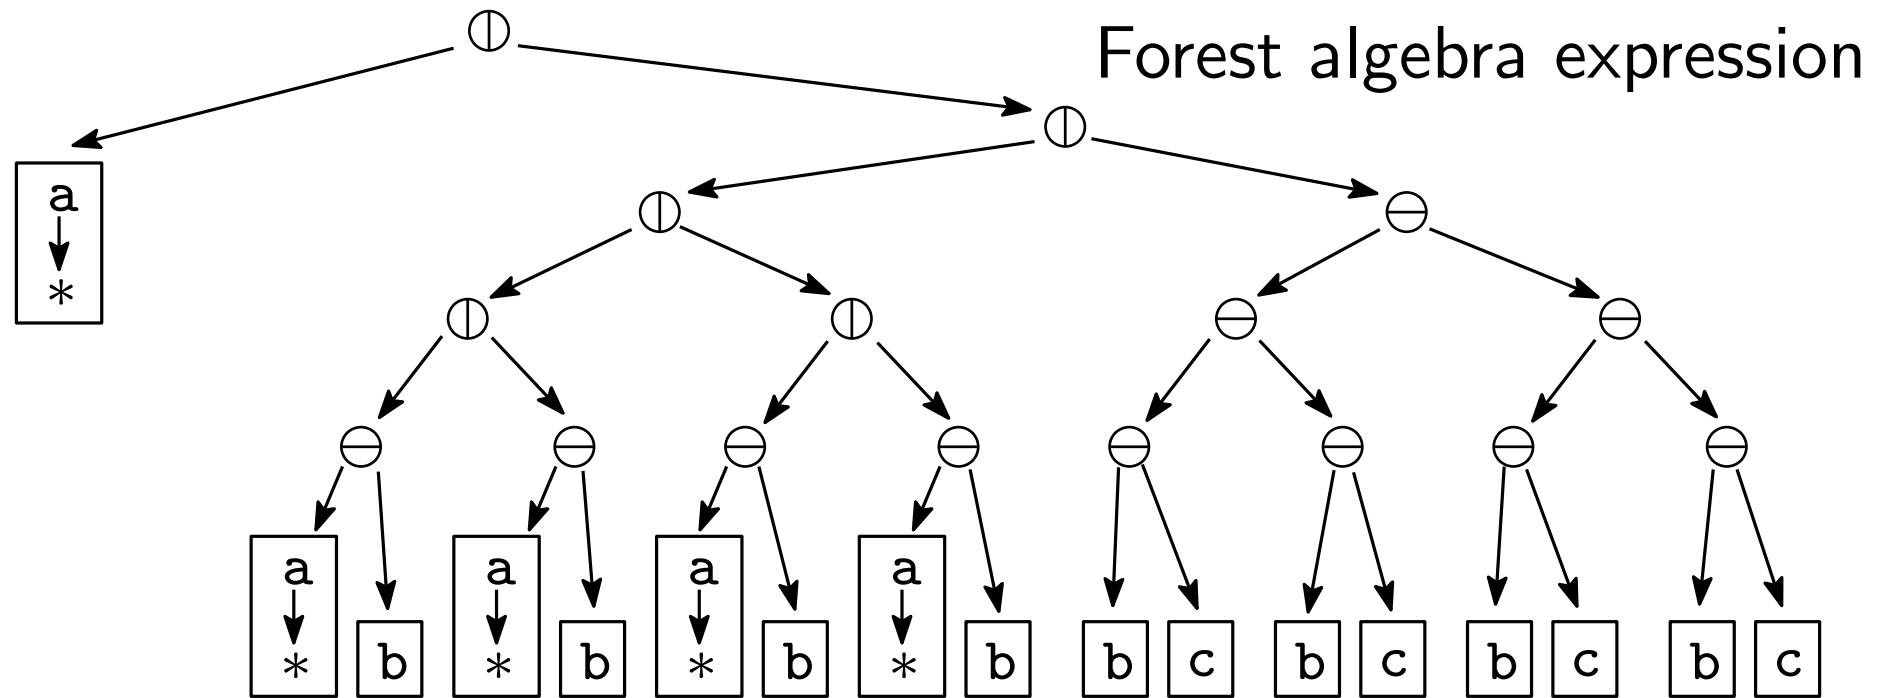 Forest algebra expression
a
*
a a a a
* b * b * b * b b c b c b c b c